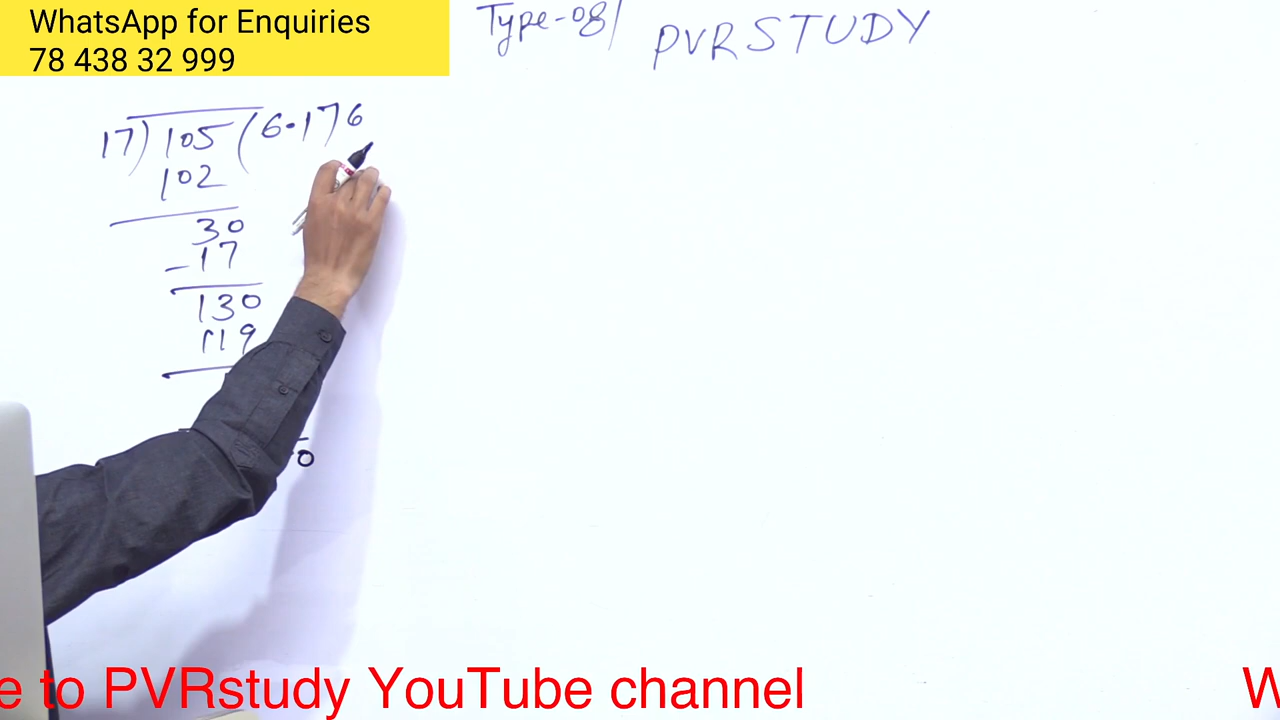 WhatsApp for Enquiries
78 438 32 999
Type-08/
PVRSTUDY
17) 105 (6.176
102
30
-17
130
119
0
e to PVRstudy YouTube channel
W